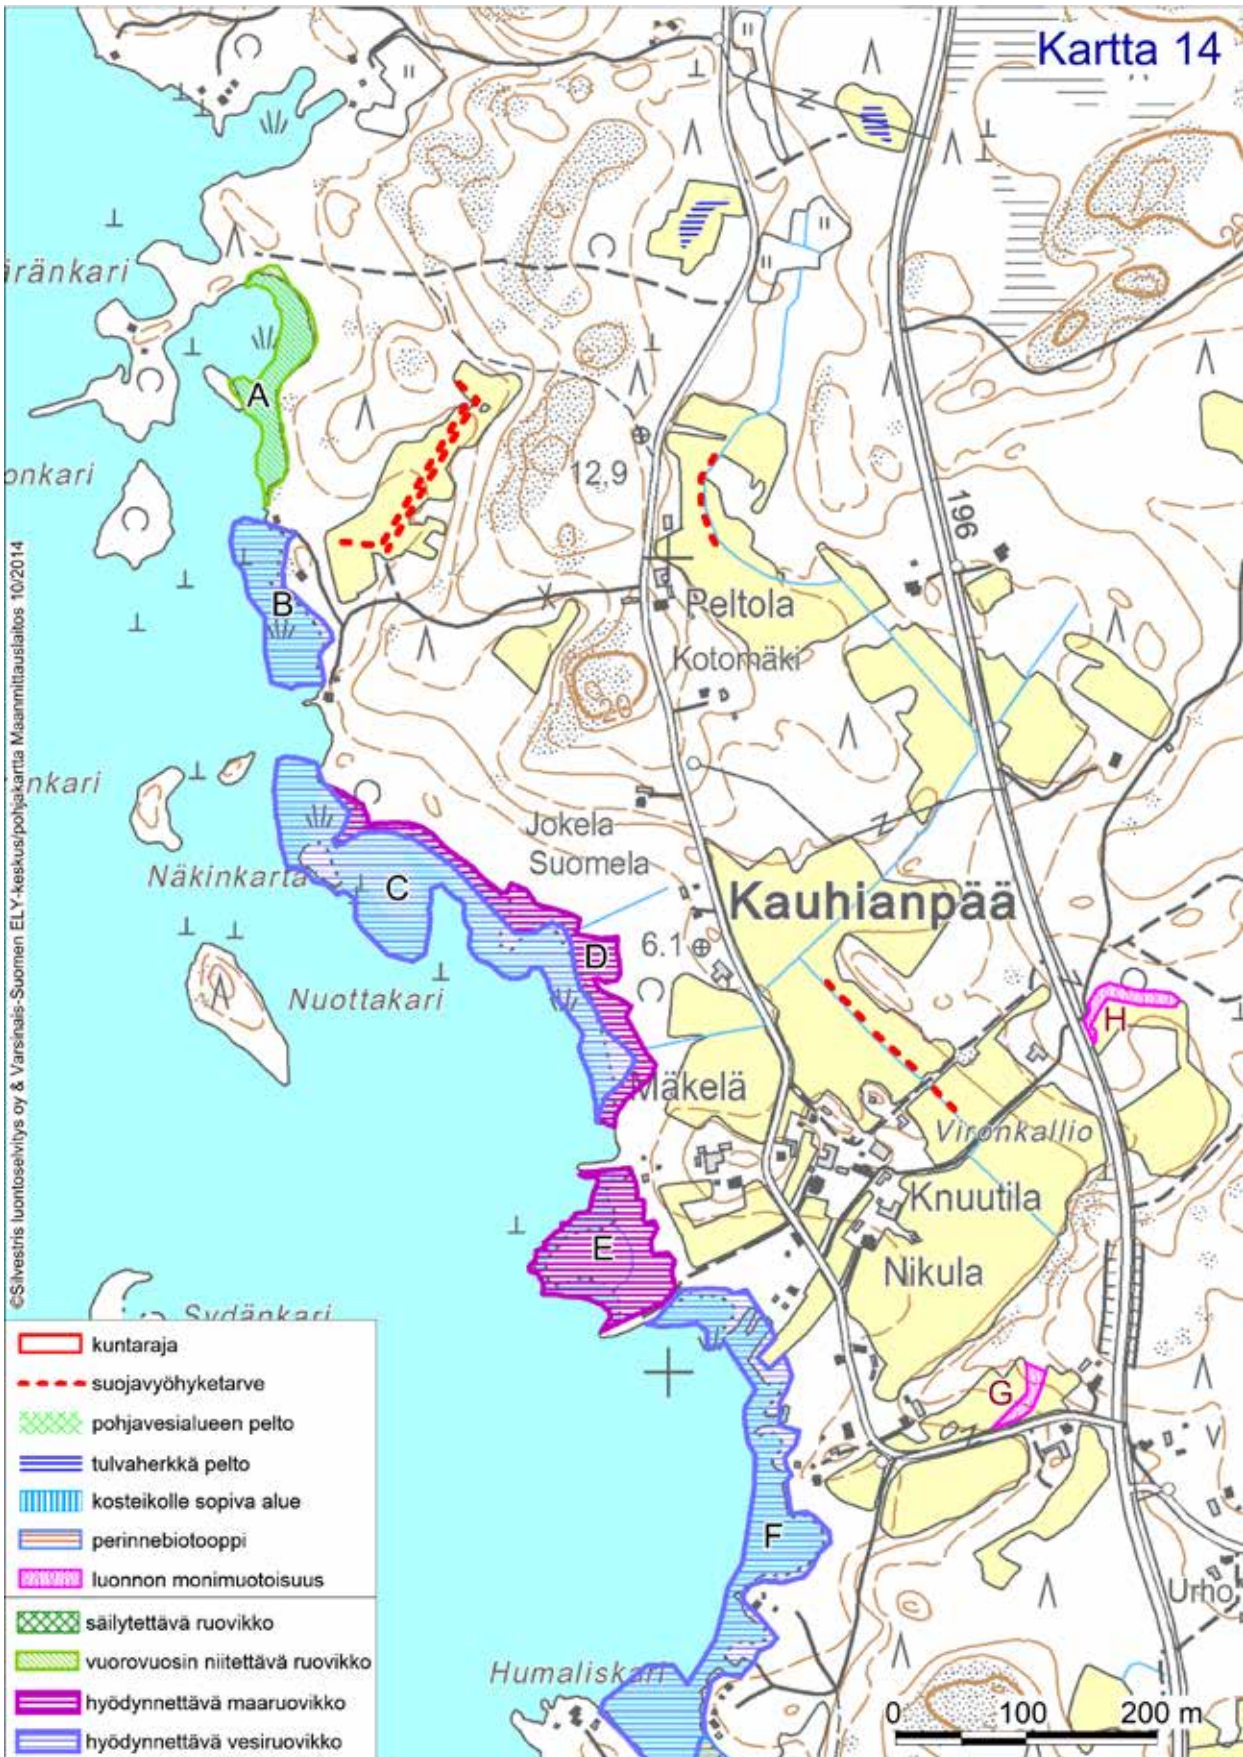 Kartta 14
iränkari
A
onkari
12,9
196
B
Peltola
Kotomäki
20
nkari
Jokela
Suomela
Näkinkarta
C
Kauhianpää
D
6.1
Nuottakari
H
Mäkelä
Vironkallio
Knuutila
E
Nikula
Sydänkari
G
F
Urho
Humaliskari
0 100 200 m
©Silvestris luontoselvitys oy & Varsinais-Suomen ELY-keskus/pohjakartta Maanmittauslaitos 10/2014
kuntaraja
suojavyöhyketarve
pohjavesialueen pelto
tulvaherkkä pelto
kosteikolle sopiva alue
perinnebiotooppi
luonnon monimuotoisuus
säilytettävä ruovikko
vuorovuosin niitettävä ruovikko
hyödynnettävä maaruovikko
hyödynnettävä vesiruovikko